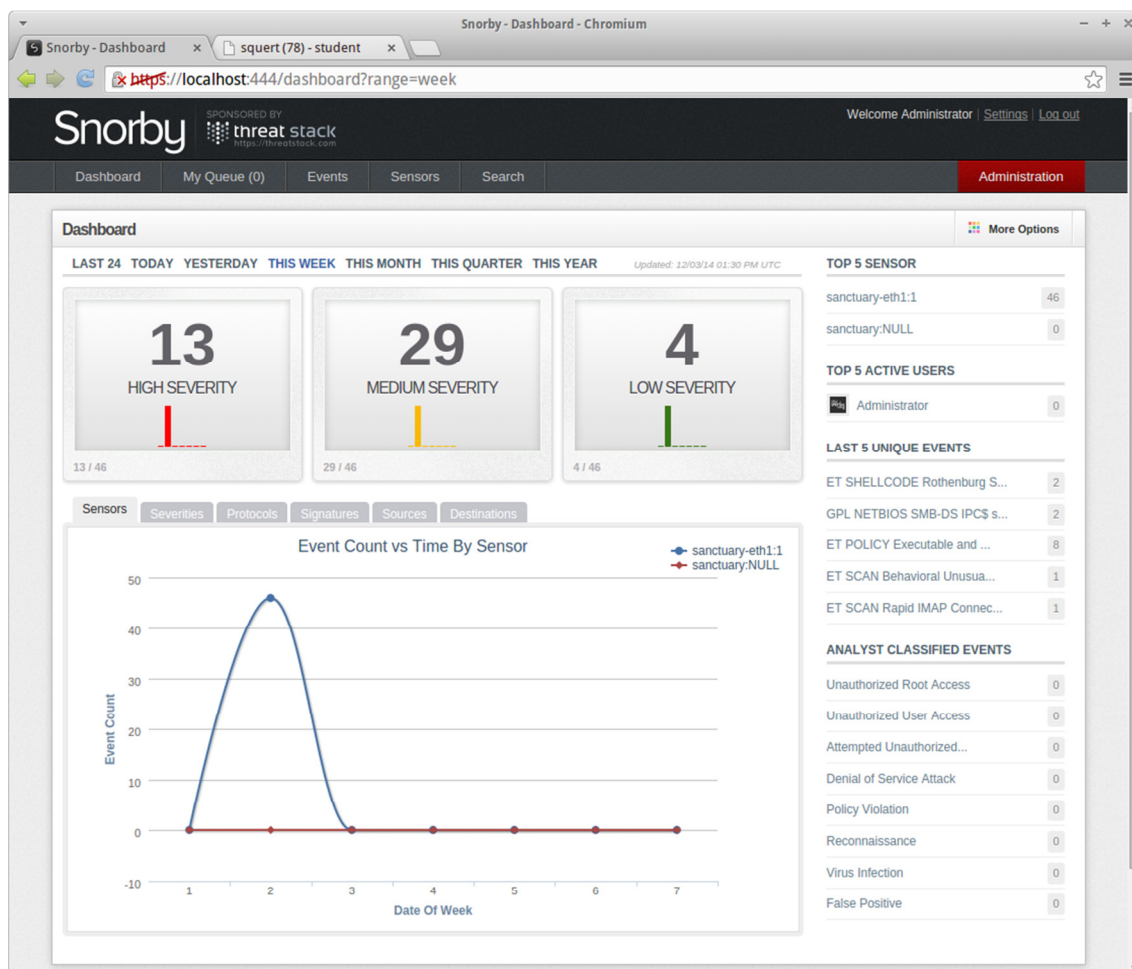 Snorby - Dashboard - Chromium
Snorby - Dashboard × squert (78) - student ×
https://localhost:444/dashboard?range=week
Welcome Administrator | Settings | Log out
Snorby SPONSORED BY
threat stack
https://threatstack.com
Dashboard My Queue (0) Events Sensors Search Administration
Dashboard More Options
LAST 24 TODAY YESTERDAY THIS WEEK THIS MONTH THIS QUARTER THIS YEAR Updated: 12/03/14 01:30 PM UTC
13 29 4
HIGH SEVERITY MEDIUM SEVERITY LOW SEVERITY
13 / 46 29 / 46 4 / 46
Sensors Severities Protocols Signatures Sources Destinations
Event Count vs Time By Sensor
sanctuary-eth1:1
sanctuary:NULL
Event Count
50
40
30
20
10
0
-10
1 2 3 4 5 6 7
Date Of Week
TOP 5 SENSOR
sanctuary-eth1:1 46
sanctuary:NULL 0
TOP 5 ACTIVE USERS
Administrator 0
LAST 5 UNIQUE EVENTS
ET SHELLCODE Rothenburg S... 2
GPL NETBIOS SMB-DS IPC$ s... 2
ET POLICY Executable and ... 8
ET SCAN Behavioral Unusua... 1
ET SCAN Rapid IMAP Connec... 1
ANALYST CLASSIFIED EVENTS
Unauthorized Root Access 0
Unauthorized User Access 0
Attempted Unauthorized... 0
Denial of Service Attack 0
Policy Violation 0
Reconnaissance 0
Virus Infection 0
False Positive 0